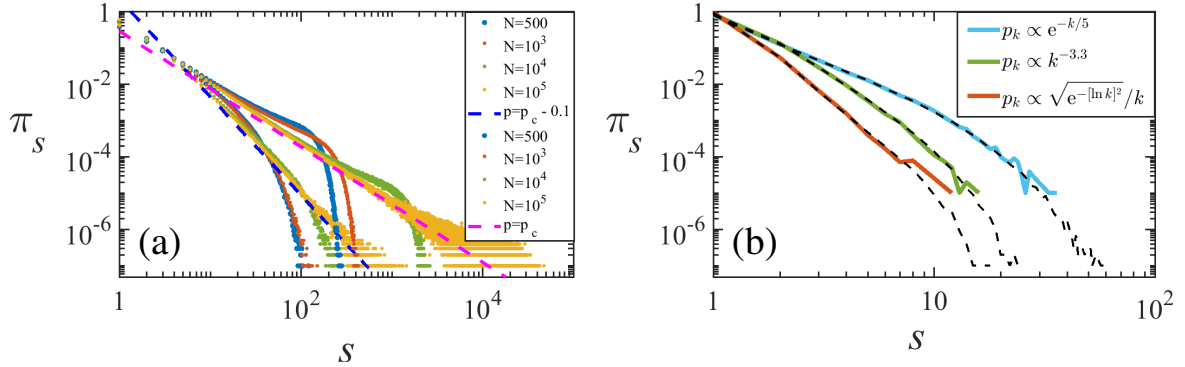 1
10^{-2}
10^{-4}
10^{-6}
π_s
(a)
N=500
N=10^3
N=10^4
N=10^5
p=p_c - 0.1
N=500
N=10^3
N=10^4
N=10^5
p=p_c
1
10^2
10^4
s
1
10^{-2}
10^{-4}
10^{-6}
π_s
(b)
p_k ∝ e^{-k/5}
p_k ∝ k^{-3.3}
p_k ∝ √(e^{-[ln k]^2})/k
1
10
10^2
s